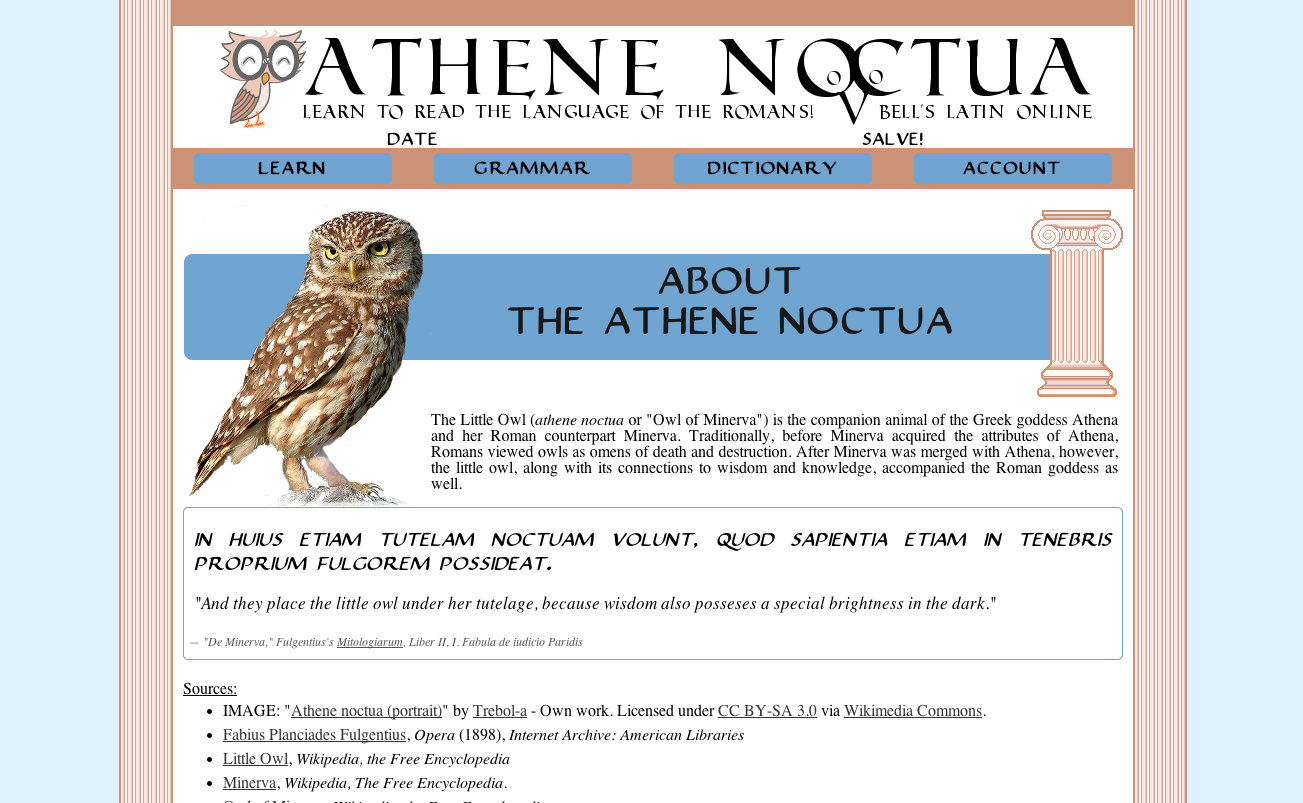 ATHENE NOCTUA
LEARN TO READ THE LANGUAGE OF THE ROMANS! BELL'S LATIN ONLINE
DATE SALVE!
LEARN GRAMMAR DICTIONARY ACCOUNT
ABOUT
THE ATHENE NOCTUA
The Little Owl (athene noctua or "Owl of Minerva") is the companion animal of the Greek goddess Athena
and her Roman counterpart Minerva. Traditionally, before Minerva acquired the attributes of Athena,
Romans viewed owls as omens of death and destruction. After Minerva was merged with Athena, however,
the little owl, along with its connections to wisdom and knowledge, accompanied the Roman goddess as
well.
IN HUIUS ETIAM TUTELAM NOCTUAM VOLUNT, QUOD SAPIENTIA ETIAM IN TENEBRIS
PROPRIUM FULGOREM POSSIDEAT.
"And they place the little owl under her tutelage, because wisdom also posseses a special brightness in the dark."
— "De Minerva," Fulgentius's Mitologiarum, Liber II, I. Fabula de iudicio Paridis
Sources:
• IMAGE: "Athene noctua (portrait)" by Trebol-a - Own work. Licensed under CC BY-SA 3.0 via Wikimedia Commons.
• Fabius Planciades Fulgentius, Opera (1898), Internet Archive: American Libraries
• Little Owl, Wikipedia, the Free Encyclopedia
• Minerva, Wikipedia, The Free Encyclopedia.